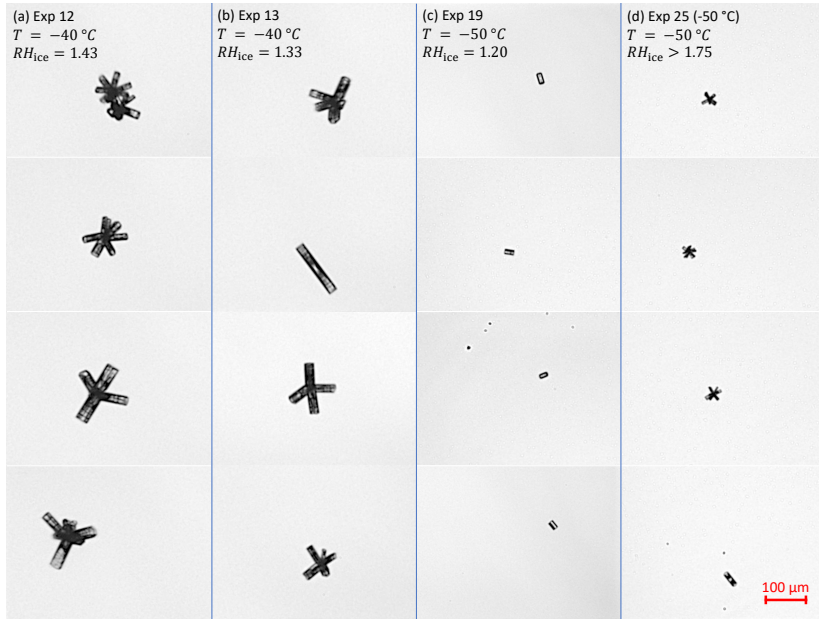 (a) Exp 12
T = −40 °C
RHice = 1.43
(b) Exp 13
T = −40 °C
RHice = 1.33
(c) Exp 19
T = −50 °C
RHice = 1.20
(d) Exp 25 (-50 °C)
T = −50 °C
RHice > 1.75
100 µm